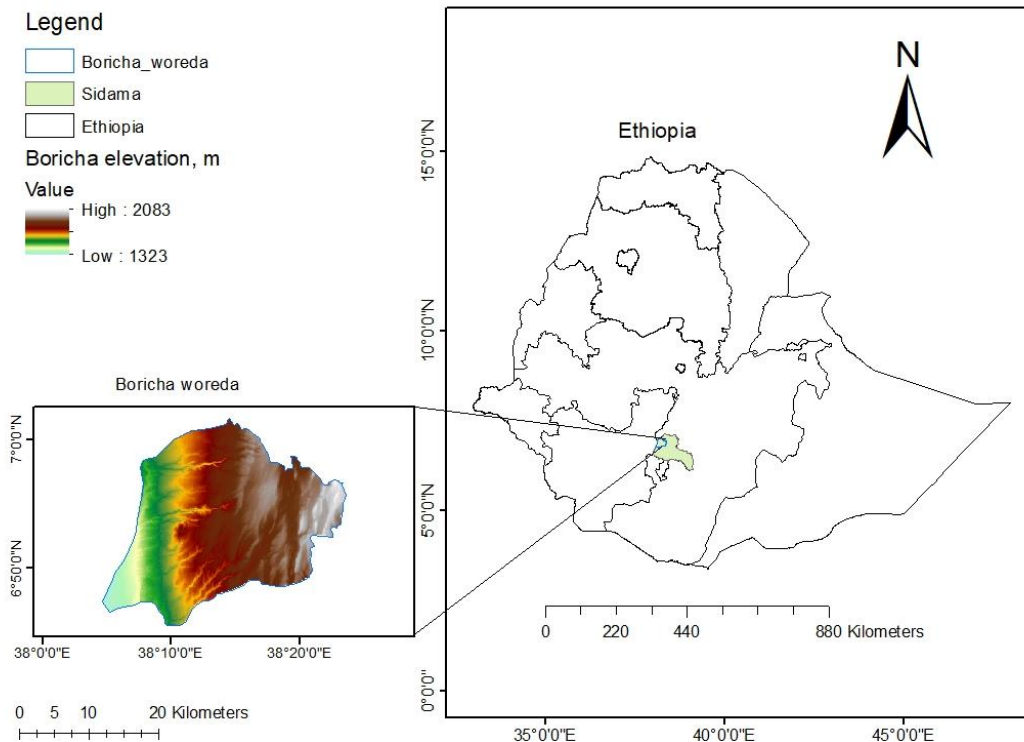 Legend
Boricha_woreda
Sidama
Ethiopia
Boricha elevation, m
Value
High : 2083
Low : 1323
N
Ethiopia
15°0'0"N
10°0'0"N
5°0'0"N
0°0'0"
35°0'0"E
40°0'0"E
45°0'0"E
0 220 440 880 Kilometers
Boricha woreda
7°0'0"N
6°50'0"N
38°0'0"E
38°10'0"E
38°20'0"E
0 5 10 20 Kilometers